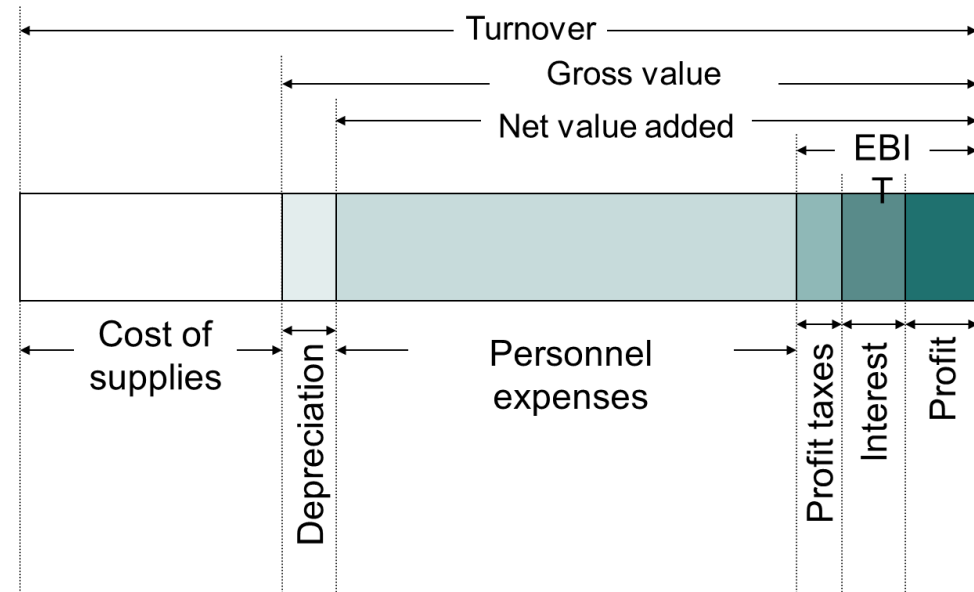 Turnover
Gross value
Net value added
EBI
T
Cost of
supplies
Depreciation
Personnel
expenses
Profit taxes
Interest
Profit